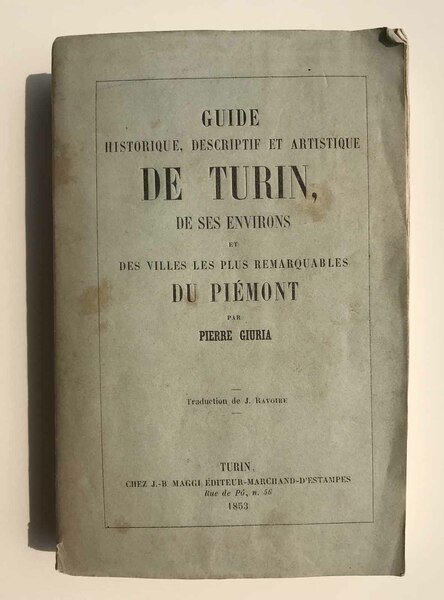 GUIDE
HISTORIQUE, DESCRIPTIF ET ARTISTIQUE
DE TURIN,
DE SES ENVIRONS
ET
DES VILLES LES PLUS REMARQUABLES
DU PIÉMONT
PAR
PIERRE GIURIA
Traduction de J. RAVOIRE
TURIN,
CHEZ J.-B MAGGI ÉDITEUR-MARCHAND-D'ESTAMPES
Rue de Pô, n. 56
1853